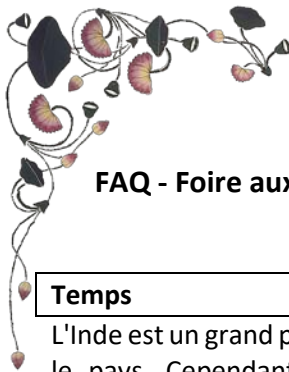 FAQ - Foire aux
Temps
L'Inde est un grand p
le pays. Cependant